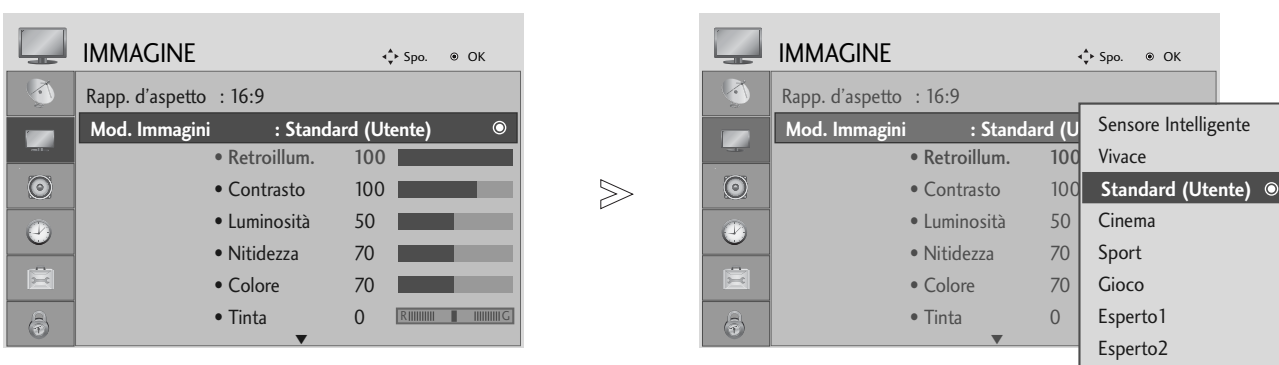 IMMAGINE Spo. OK
Rapp. d'aspetto : 16:9
Mod. Immagini : Standard (Utente)
• Retroillum. 100
• Contrasto 100
• Luminosità 50
• Nitidezza 70
• Colore 70
• Tinta 0 R G
IMMAGINE Spo. OK
Rapp. d'aspetto : 16:9
Mod. Immagini : Standard (U
• Retroillum. 100
• Contrasto 100
• Luminosità 50
• Nitidezza 70
• Colore 70
• Tinta 0
Sensore Intelligente
Vivace
Standard (Utente)
Cinema
Sport
Gioco
Esperto1
Esperto2